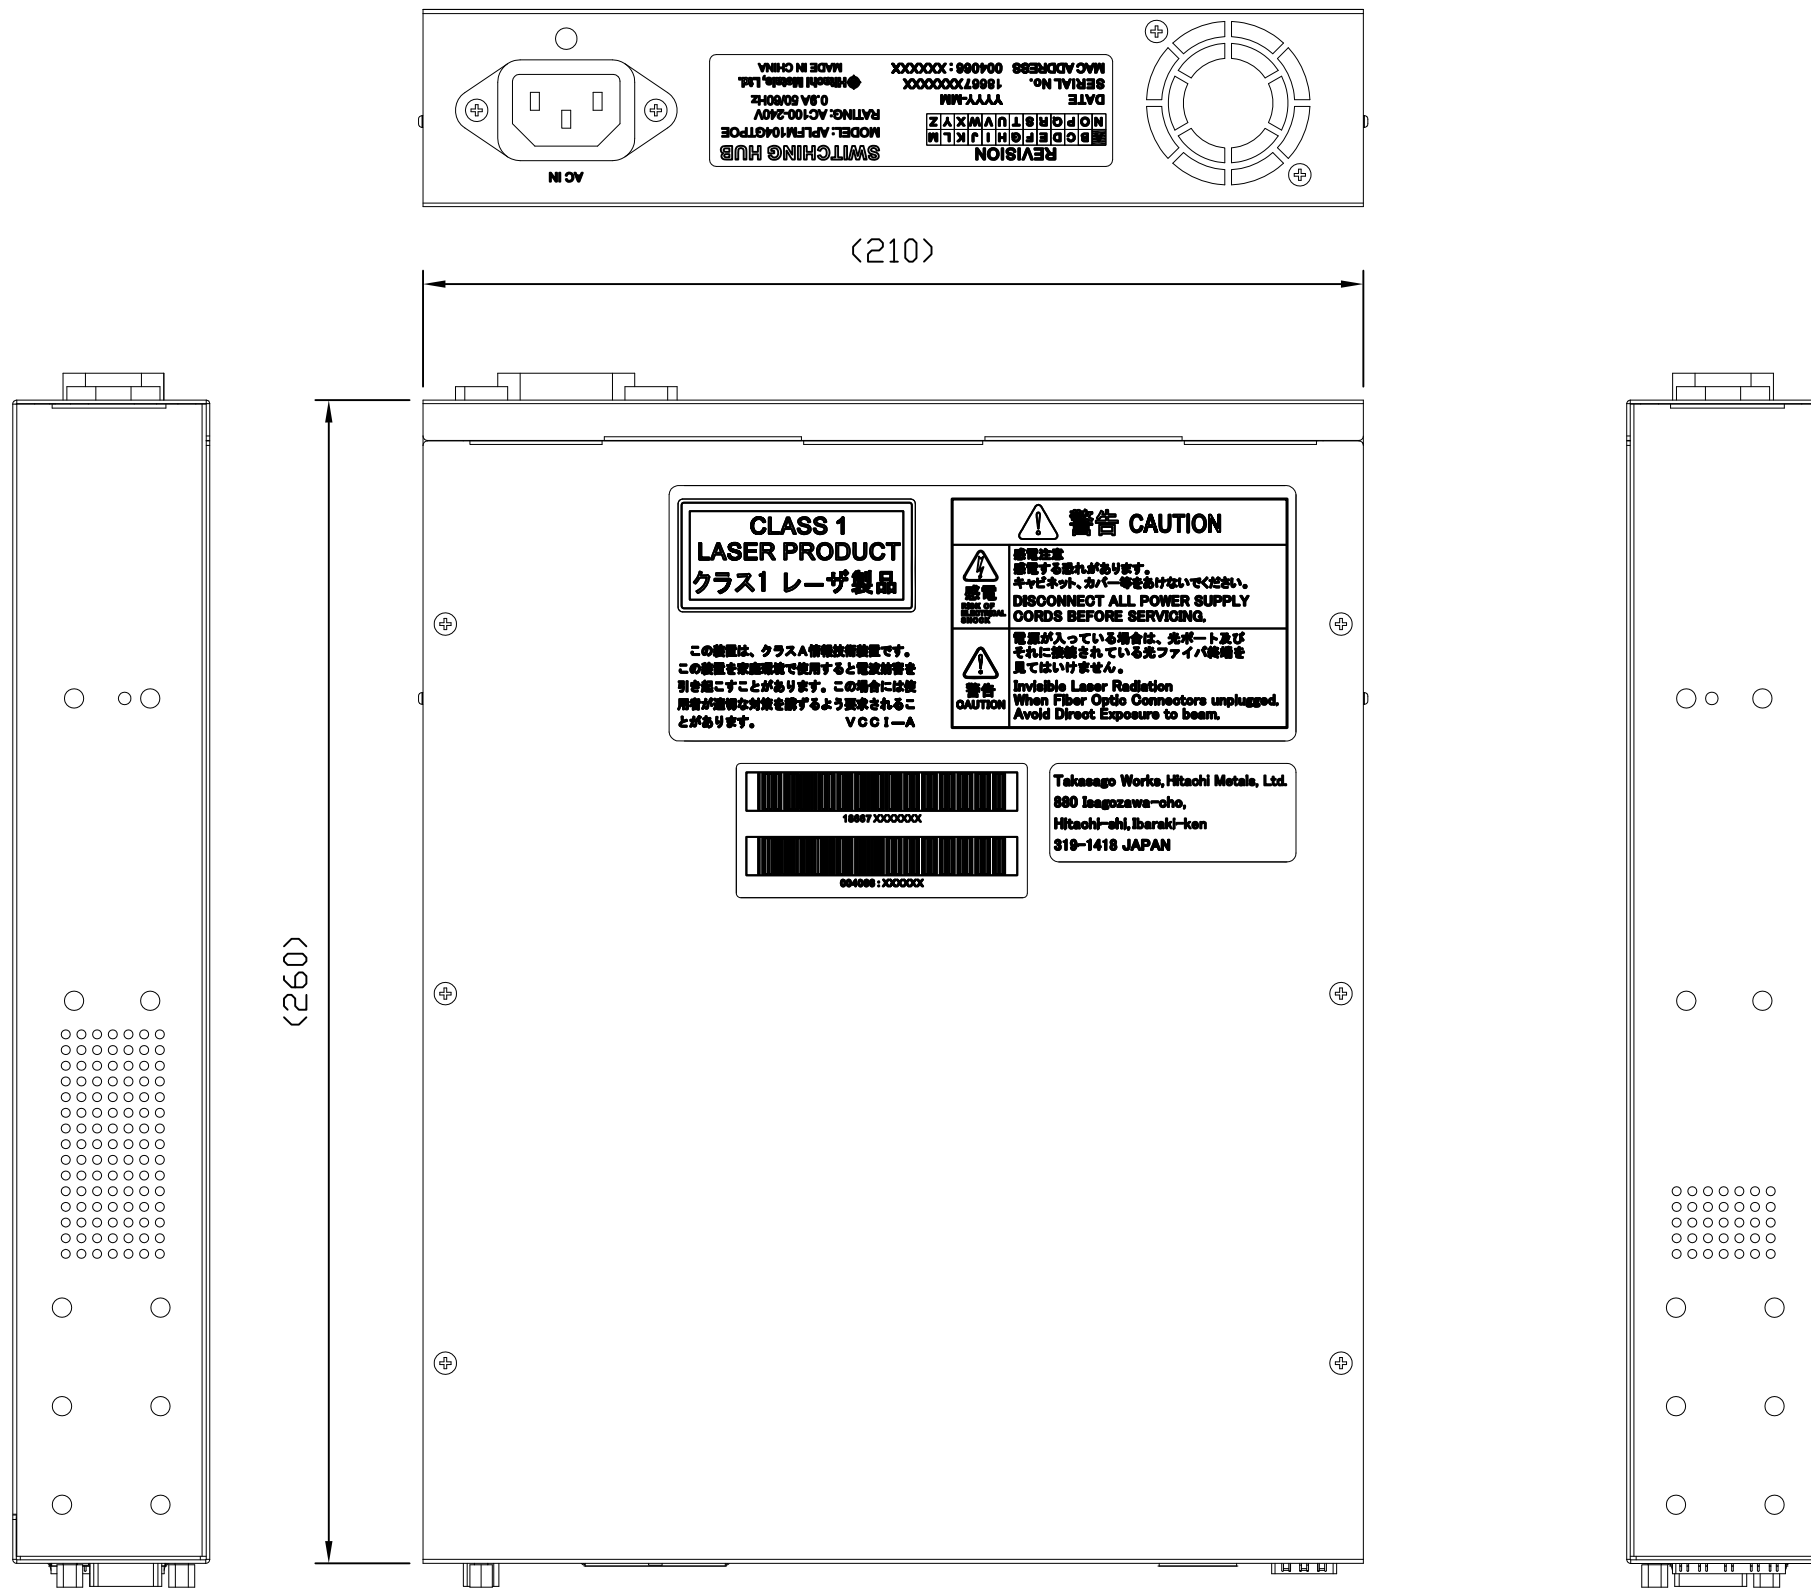 AC IN
SWITCHING HUB
MODEL: APLFM104GTPOE
RATING: AC100-240V
0.9A 50/60Hz
Hitachi Metals, Ltd.
MADE IN CHINA
REVISION
A B C D E F G H I J K L M
N O P Q R S T U V W X Y Z
DATE YYYY-MM
SERIAL No. 18667XXXXXXX
MAC ADDRESS 004066:XXXXXX
(210)
(260)
CLASS 1
LASER PRODUCT
クラス1 レーザ製品
この装置は、クラスA情報技術装置です。
この装置を家庭環境で使用すると電波妨害を
引き起こすことがあります。この場合には使
用者が適切な対策を講ずるよう要求されるこ
とがあります。 VCCI-A
警告 CAUTION
感電
RISK OF
ELECTRICAL
SHOCK
感電注意
感電する恐れがあります。
キャビネット、カバー等をあけないでください。
DISCONNECT ALL POWER SUPPLY
CORDS BEFORE SERVICING.
警告
CAUTION
電源が入っている場合は、光ポート及び
それに接続されている光ファイバ終端を
見てはいけません。
Invisible Laser Radiation
When Fiber Optic Connectors unplugged.
Avoid Direct Exposure to beam.
18667XXXXXXX
004066:XXXXXX
Takasago Works, Hitachi Metals, Ltd.
880 Isagozawa-cho,
Hitachi-shi, Ibaraki-ken
319-1418 JAPAN